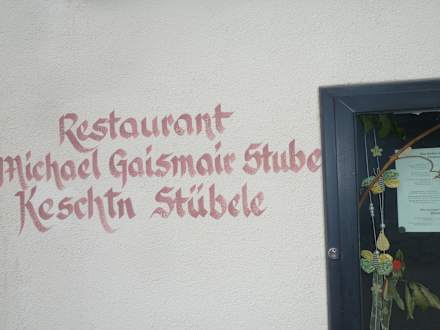 Restaurant
Michael Gaismair Stube
Keschtn Stübele